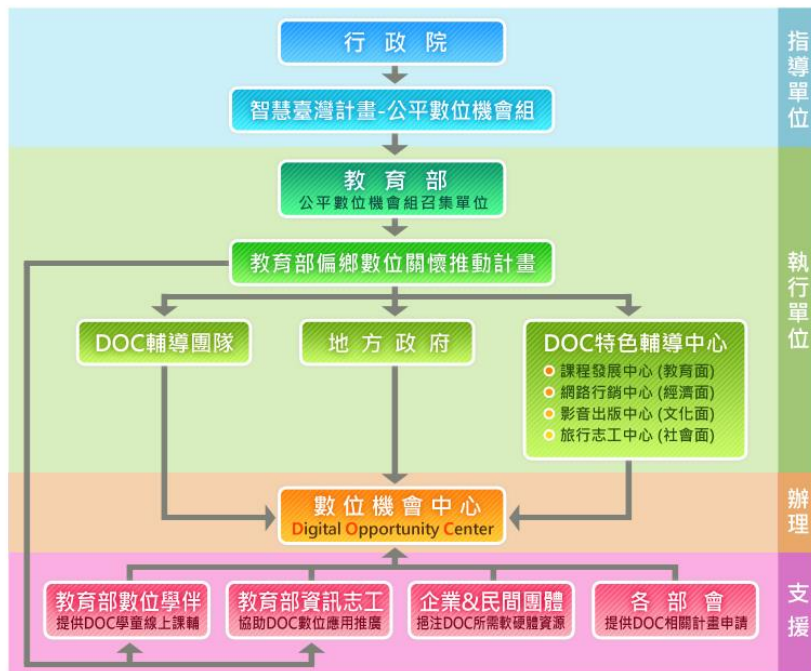 行政院
指導單位
智慧臺灣計畫-公平數位機會組
教育部
公平數位機會組召集單位
教育部偏鄉數位關懷推動計畫
執行單位
DOC輔導團隊
地方政府
DOC特色輔導中心
課程發展中心(教育面)
網路行銷中心(經濟面)
影音出版中心(文化面)
旅行志工中心(社會面)
數位機會中心
Digital Opportunity Center
辦理
教育部數位學伴
提供DOC學童線上課輔
教育部資訊志工
協助DOC數位應用推廣
企業&民間團體
挹注DOC所需軟硬體資源
各部會
提供DOC相關計畫申請
支援